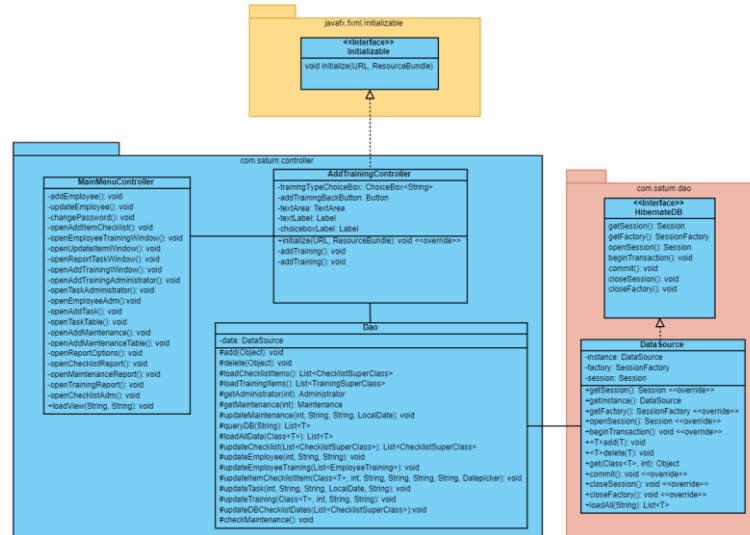 javafx.fxml.Initializable
<<Interface>>
Initializable
void initialize(URL, ResourceBundle)
com.saturn.controller
MainMenuController
-addEmployee(): void
-updateEmployee(): void
-changePassword(): void
-openAddItemChecklist(): void
-openEmployeeTrainingWindow(): void
-openUpdateItemWindow(): void
-openReportTaskWindow(): void
-openAddTrainingWindow(): void
-openAddTrainingAdministrator(): void
-openTaskAdministrator(): void
-openEmployeeAdm(): void
-openAddTask(): void
-openTaskTable(): void
-openAddMaintenance(): void
-openAddMaintenanceTable(): void
-openReportOptions(): void
-openChecklistReport(): void
-openMaintenanceReport(): void
-openTrainingReport(): void
-openChecklistAdm(): void
+loadView(String, String): void
AddTrainingController
-trainingTypeChoiceBox: ChoiceBox<String>
-addTrainingBackButton: Button
-textArea: TextArea
-textLabel: Label
-choiceboxLabel: Label
+initialize(URL, ResourceBundle): void <<override>>
-addTraining(): void
-addTraining(): void
Dao
-data: DataSource
#add(Object): void
#delete(Object): void
#loadChecklistItems(): List<ChecklistSuperClass>
#loadTrainingItems(): List<TrainingSuperClass>
#getAdministrator(int): Administrator
#getMaintenance(int): Maintenance
#updateMaintenance(int, String, String, LocalDate): void
#queryDB(String): List<T>
#loadAllData(Class<T>): List<T>
#updateChecklist(List<ChecklistSuperClass>): List<ChecklistSuperClass>
#updateEmployee(int, String, String): void
#updateEmployeeTraining(List<EmployeeTraining>): void
#updateItemChecklistItem(Class<T>, int, String, String, String, String, Datepicker): void
#updateTask(int, String, String, LocalDate, String): void
#updateTraining(Class<T>, int, String, String): void
#updateDBChecklistDates(List<ChecklistSuperClass>):void
#checkMaintenance(): void
com.saturn.dao
<<Interface>>
HibernateDB
getSession(): Session
getFactory(): SessionFactory
openSession(): Session
beginTransaction(): void
commit(): void
closeSession(): void
closeFactory(): void
DataSource
-instance: DataSource
-factory: SessionFactory
-session: Session
+getSession(): Session <<override>>
+getInstance(): DataSource
+getFactory(): SessionFactory <<override>>
+openSession(): Session <<override>>
+beginTransaction(): void <<override>>
+<T>add(T): void
+<T>delete(T): void
+get(Class<T>, int): Object
+commit(): void <<override>>
+closeSession(): void <<override>>
+closeFactory(): void <<override>>
+loadAll(String): List<T>